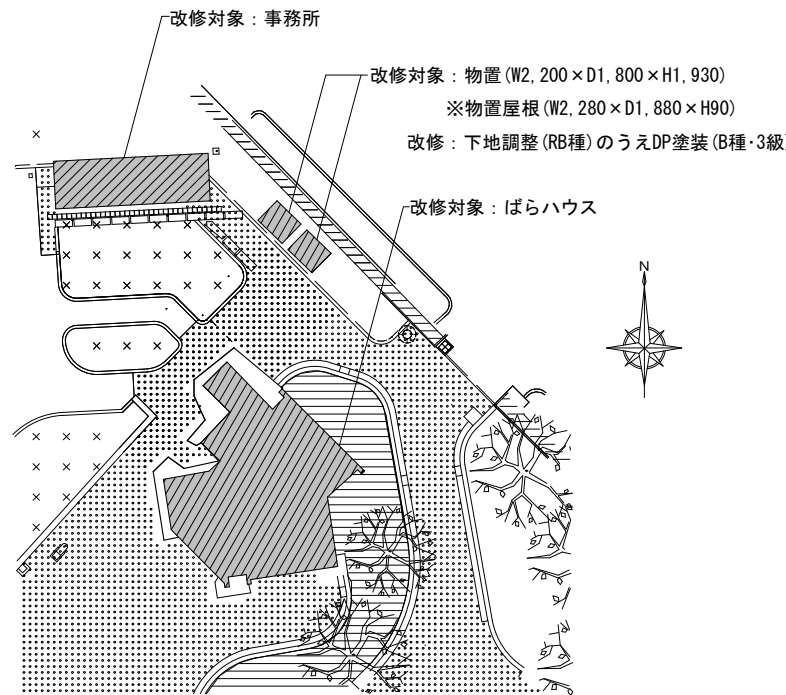 改修対象：事務所
改修対象：物置(W2,200×D1,800×H1,930)
※物置屋根(W2,280×D1,880×H90)
改修：下地調整(RB種)のうえDP塗装(B種･3級)
改修対象：ばらハウス
N